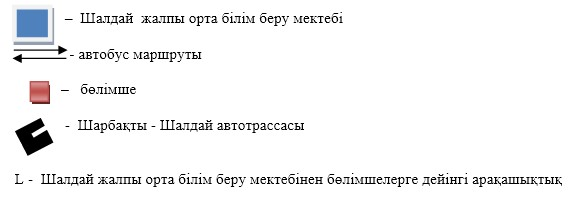 – Шалдай жалпы орта білім беру мектебі
- автобус маршруты
– бөлімше
- Шарбақты - Шалдай автотрассасы
L - Шалдай жалпы орта білім беру мектебінен бөлімшелерге дейінгі арақашықтық